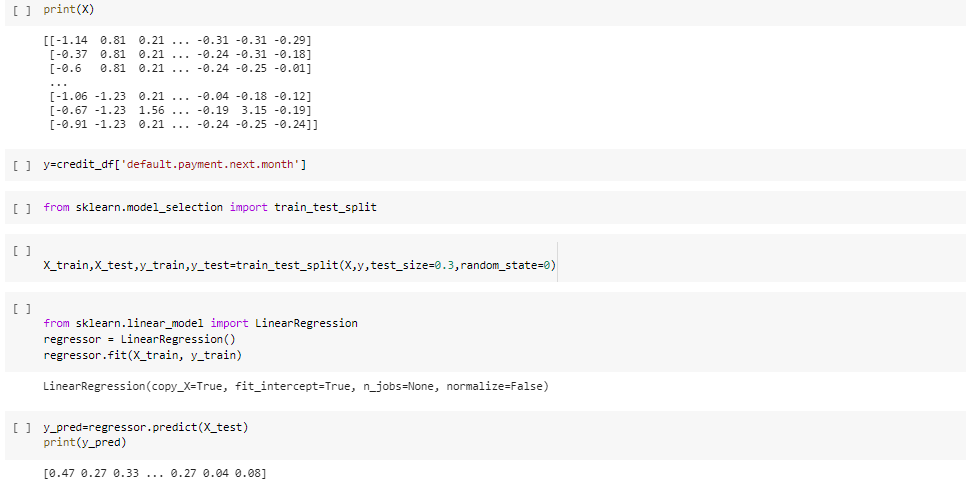 [ ] print(X)
[[-1.14 0.81 0.21 ... -0.31 -0.31 -0.29]
[-0.37 0.81 0.21 ... -0.24 -0.31 -0.18]
[-0.6 0.81 0.21 ... -0.24 -0.25 -0.01]
...
[-1.06 -1.23 0.21 ... -0.04 -0.18 -0.12]
[-0.67 -1.23 1.56 ... -0.19 3.15 -0.19]
[-0.91 -1.23 0.21 ... -0.24 -0.25 -0.24]]
[ ] y=credit_df['default.payment.next.month']
[ ] from sklearn.model_selection import train_test_split
[ ]
X_train,X_test,y_train,y_test=train_test_split(X,y,test_size=0.3,random_state=0)
[ ]
from sklearn.linear_model import LinearRegression
regressor = LinearRegression()
regressor.fit(X_train, y_train)
LinearRegression(copy_X=True, fit_intercept=True, n_jobs=None, normalize=False)
[ ] y_pred=regressor.predict(X_test)
print(y_pred)
[0.47 0.27 0.33 ... 0.27 0.04 0.08]